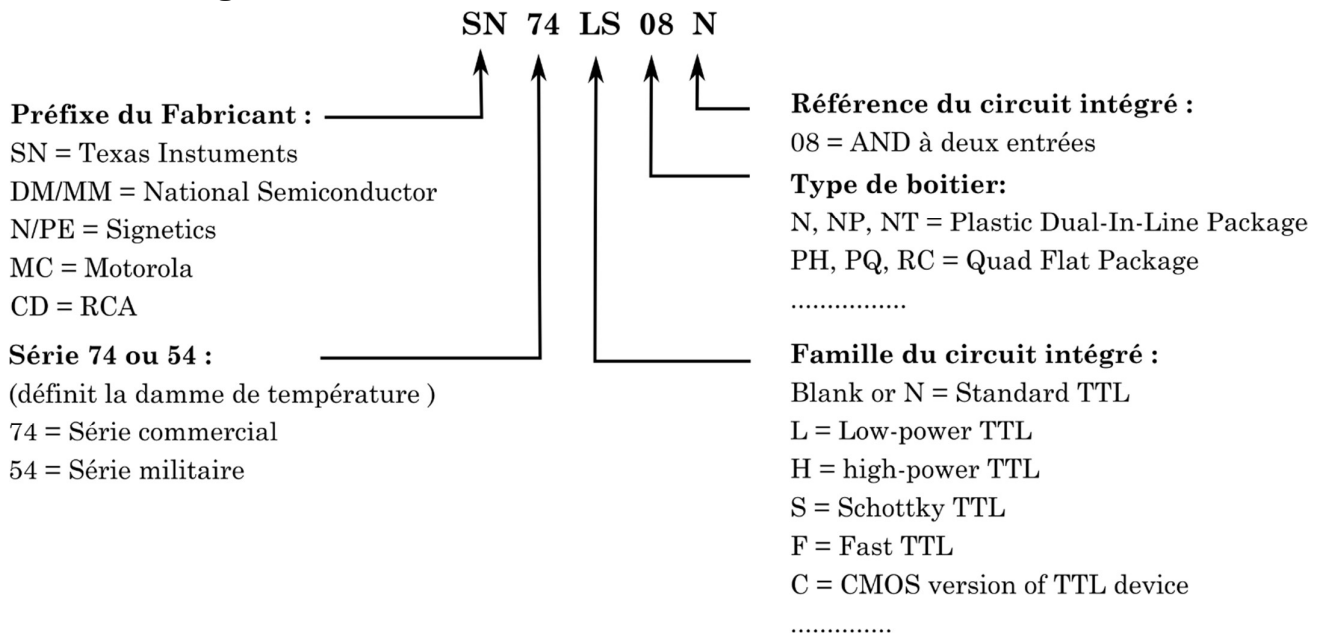 SN 74 LS 08 N
Préfixe du Fabricant :
SN = Texas Instuments
DM/MM = National Semiconductor
N/PE = Signetics
MC = Motorola
CD = RCA
Série 74 ou 54 :
(définit la damme de température )
74 = Série commercial
54 = Série militaire
Référence du circuit intégré :
08 = AND à deux entrées
Type de boitier:
N, NP, NT = Plastic Dual-In-Line Package
PH, PQ, RC = Quad Flat Package
................
Famille du circuit intégré :
Blank or N = Standard TTL
L = Low-power TTL
H = high-power TTL
S = Schottky TTL
F = Fast TTL
C = CMOS version of TTL device
..............